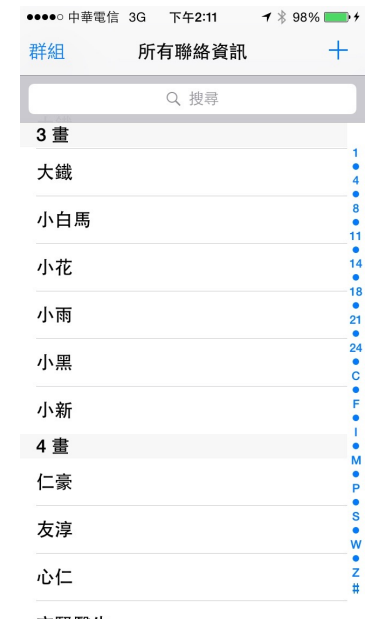 中華電信 3G 下午2:11 98%
群組 所有聯絡資訊 +
搜尋
3 畫
大鐵
小白馬
小花
小雨
小黑
小新
4 畫
仁豪
友淳
心仁
1
4
8
11
14
18
21
24
C
F
I
M
P
S
W
Z
#